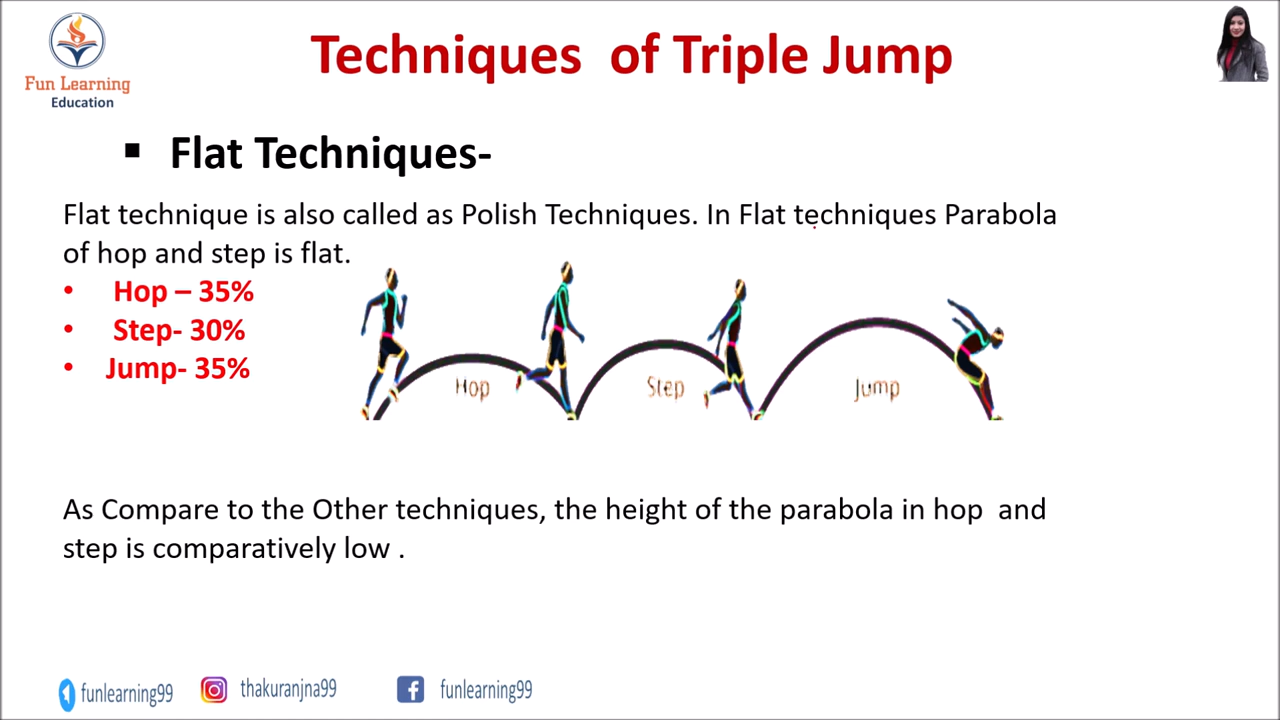 Fun Learning
Education
Techniques of Triple Jump
▪ Flat Techniques-
Flat technique is also called as Polish Techniques. In Flat techniques Parabola
of hop and step is flat.
• Hop – 35%
• Step- 30%
• Jump- 35%
Hop
Step
Jump
As Compare to the Other techniques, the height of the parabola in hop and
step is comparatively low .
funlearning99
thakuranjna99
funlearning99